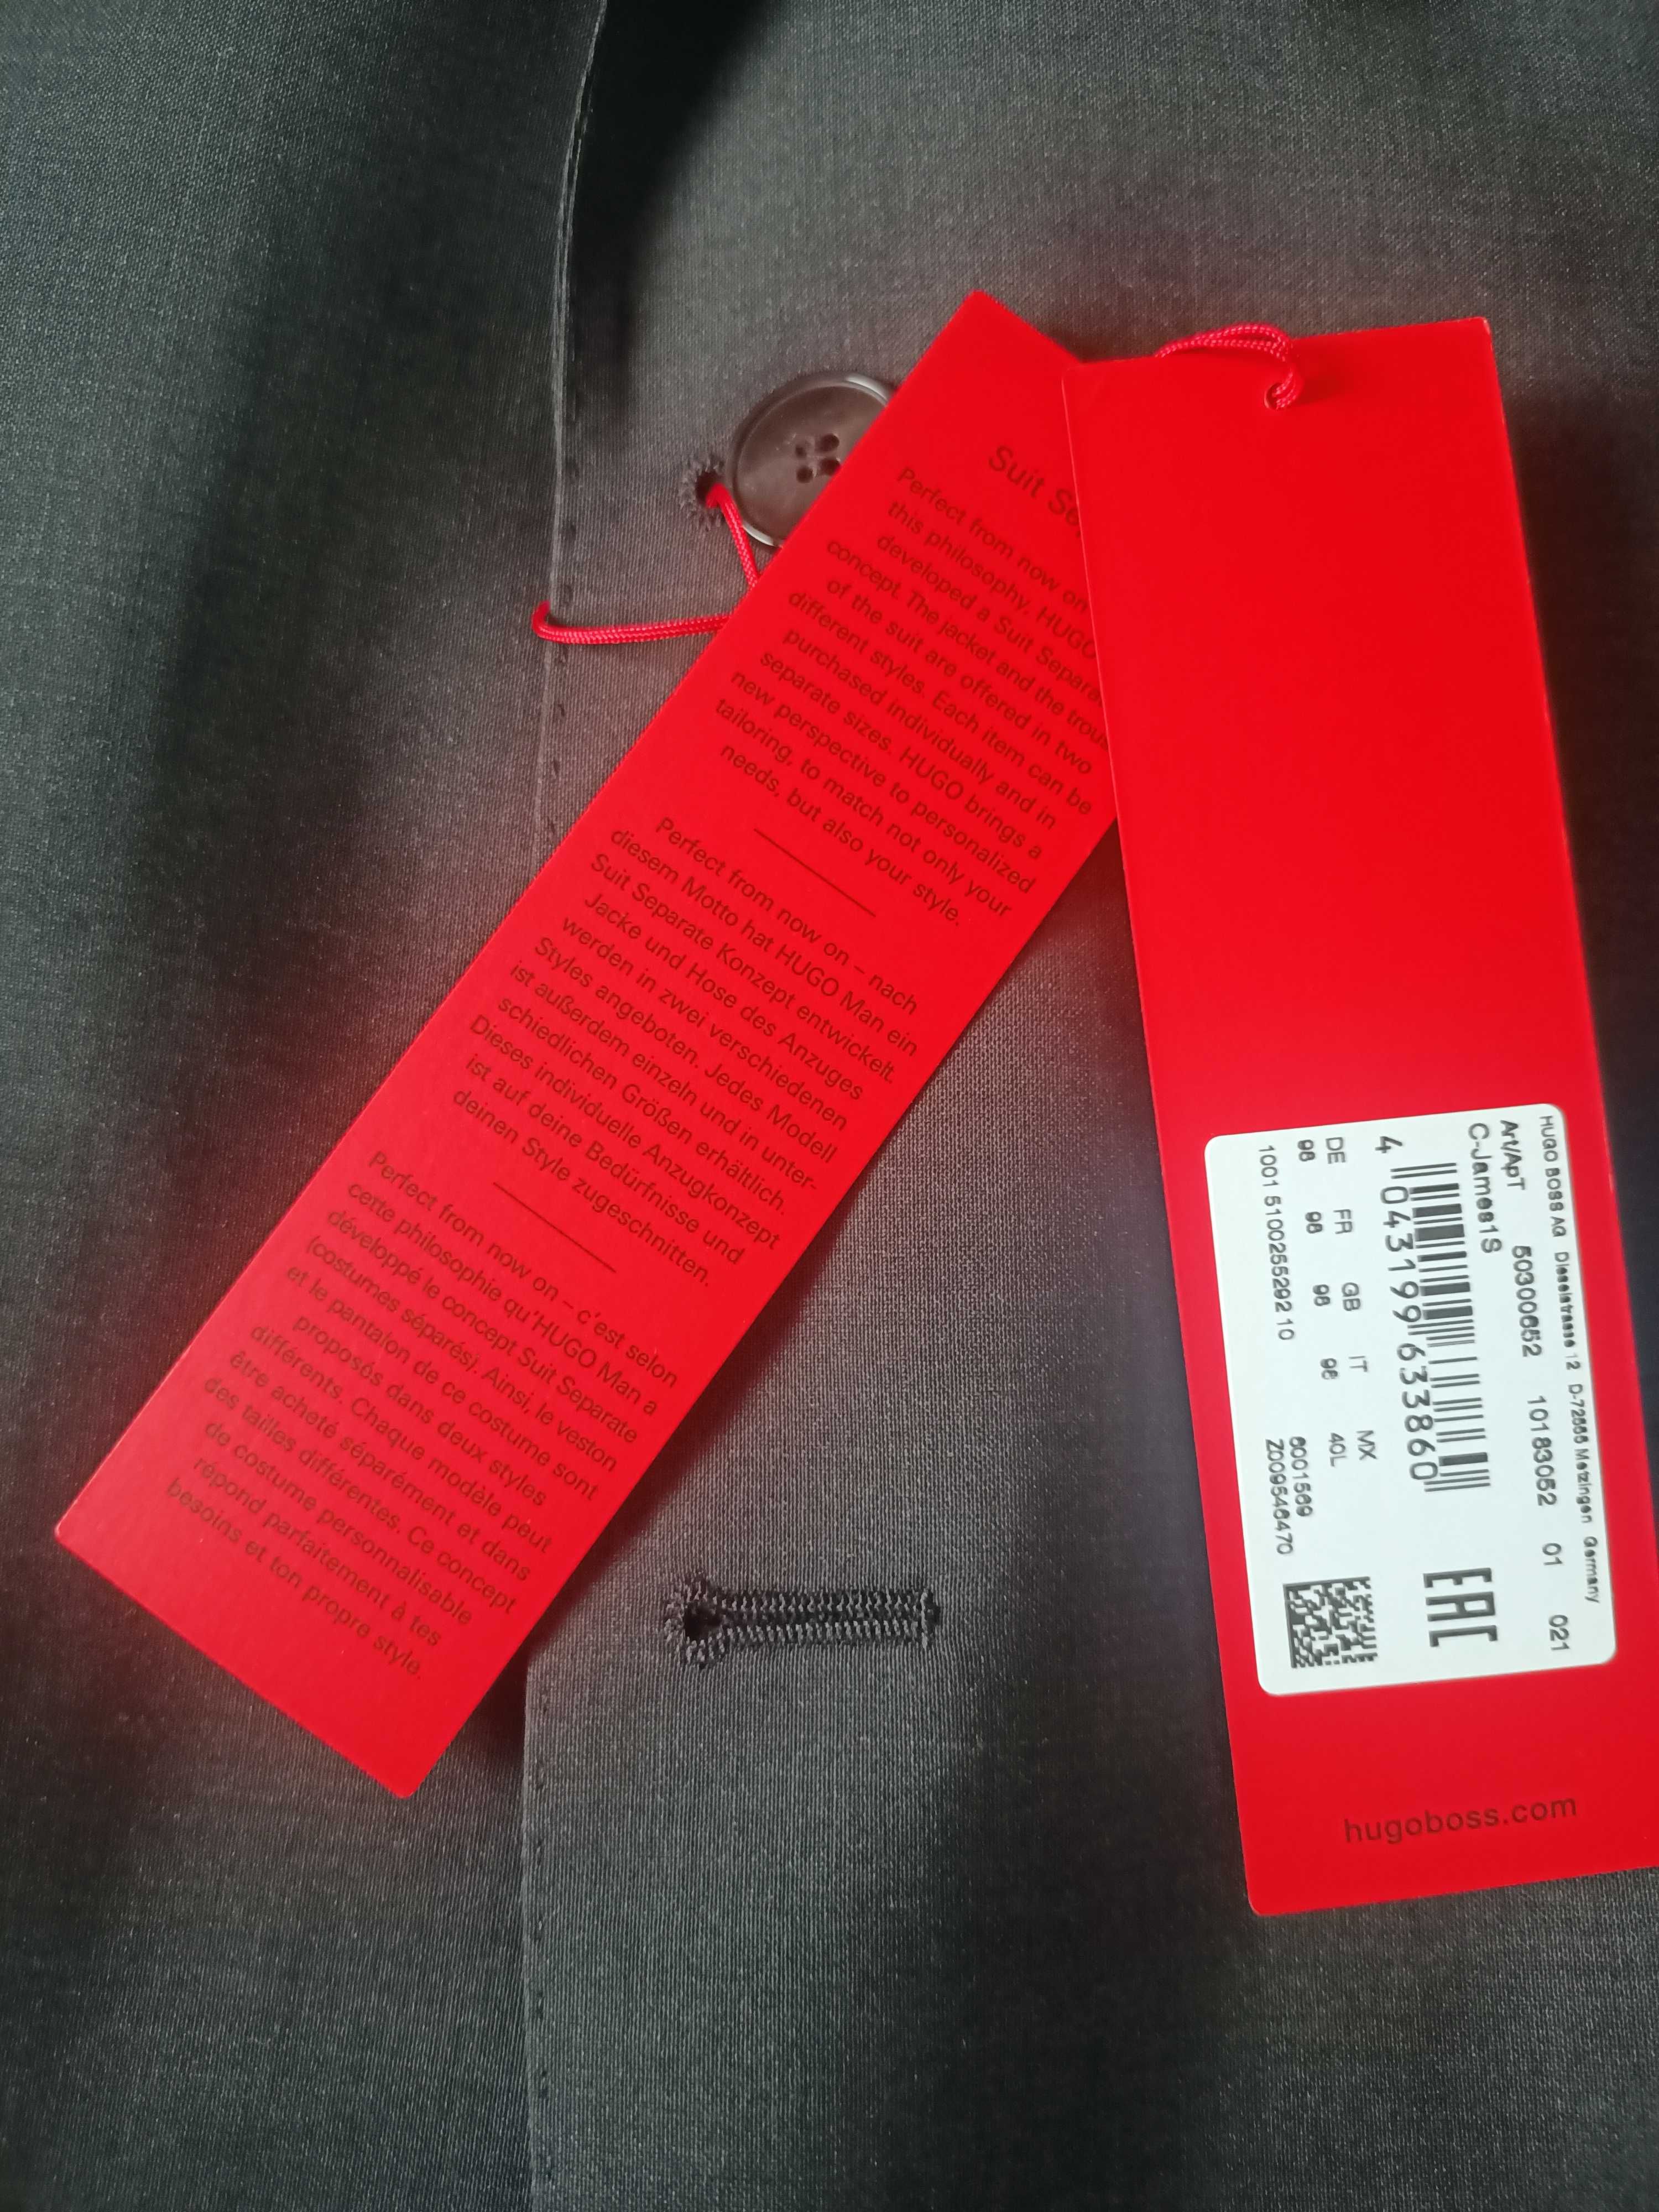 Suit
Perfect from now on
this philosophy, HUGO
developed a Suit
concept. The jacket and the
of the suit are offered in two
different styles. Each item can be
purchased individually and in
separate sizes. HUGO brings a
new perspective to personalized
tailoring, to match not only your
needs, but also your style.
Perfect from now on – nach
diesem Motto hat HUGO Man ein
Suit Separate Konzept entwickelt.
Jacke und Hose des Anzuges
werden in zwei verschiedenen
Styles angeboten. Jedes Modell
ist außerdem einzeln und in unter-
schiedlichen Größen erhältlich.
Dieses individuelle Anzugkonzept
ist auf deine Bedürfnisse und
deinen Style zugeschnitten.
Perfect from now on – c'est selon
cette philosophie qu'HUGO Man a
développé le concept Suit Separate
(costumes séparés). Ainsi, le veston
et le pantalon de ce costume sont
proposés dans deux styles
différents. Chaque modèle peut
être acheté séparément et dans
des tailles différentes. Ce concept
de costume personnalisable
répond parfaitement à tes
besoins et ton propre style.
HUGO BOSS AG Dieselstrasse 12 D-72555 Metzingen Germany
Art/ApT 50300652 10183052 01 021
C-James1S
4 043199 633860
EAC
DE FR GB IT MX
98 98 98 98 40L
6001569
1001 5100255292 10 Z009546470
hugoboss.com